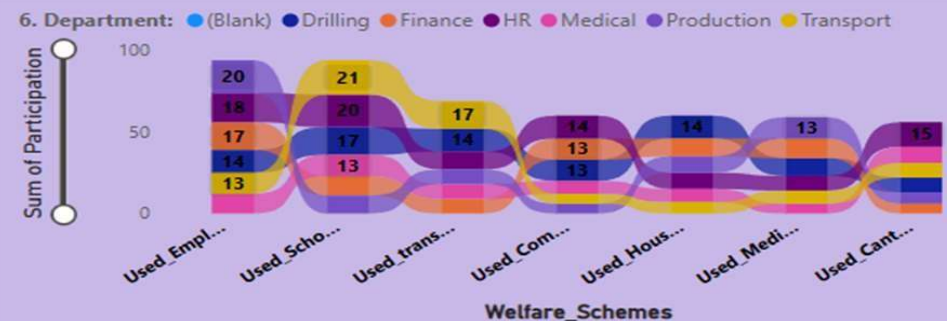 6. Department: (Blank) Drilling Finance HR Medical Production Transport
Sum of Participation
100
50
0
20
18
17
14
13
21
20
17
13
17
14
14
13
13
14
13
15
Used_Empl...
Used_Scho...
Used_trans...
Used_Com...
Used_Hous...
Used_Medi...
Used_Cant...
Welfare_Schemes